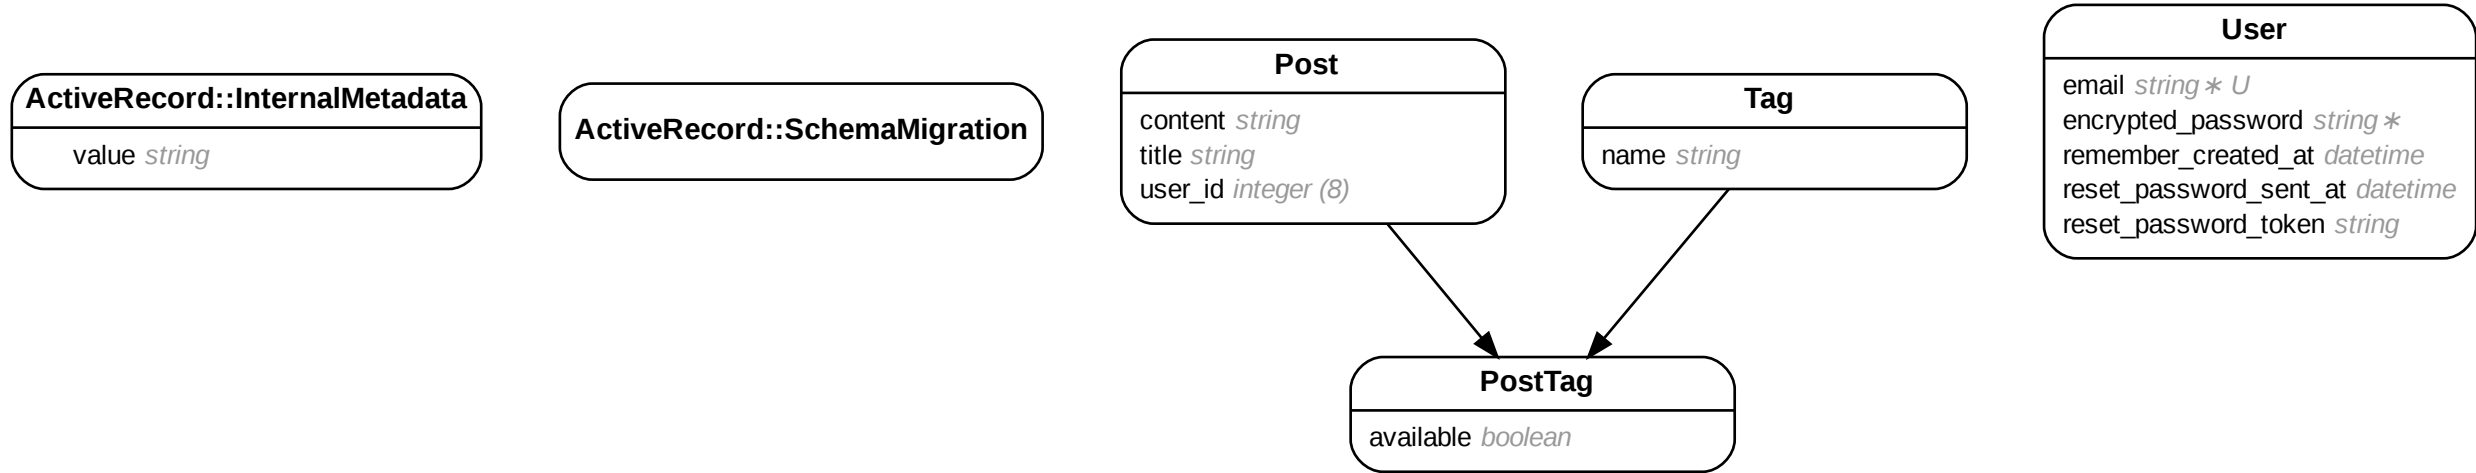 ActiveRecord::InternalMetadata
value string
ActiveRecord::SchemaMigration
Post
content string
title string
user_id integer (8)
Tag
name string
User
email string∗ U
encrypted_password string∗
remember_created_at datetime
reset_password_sent_at datetime
reset_password_token string
PostTag
available boolean